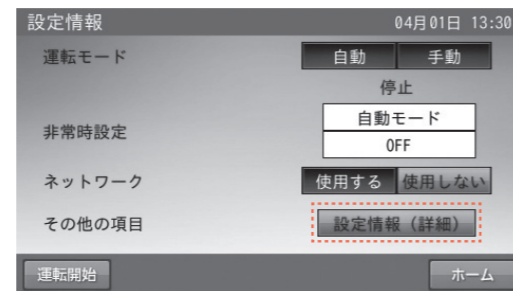 設定情報 04月01日 13:30
運転モード 自動 手動
停止
非常時設定 自動モード
OFF
ネットワーク 使用する 使用しない
その他の項目 設定情報（詳細）
運転開始 ホーム